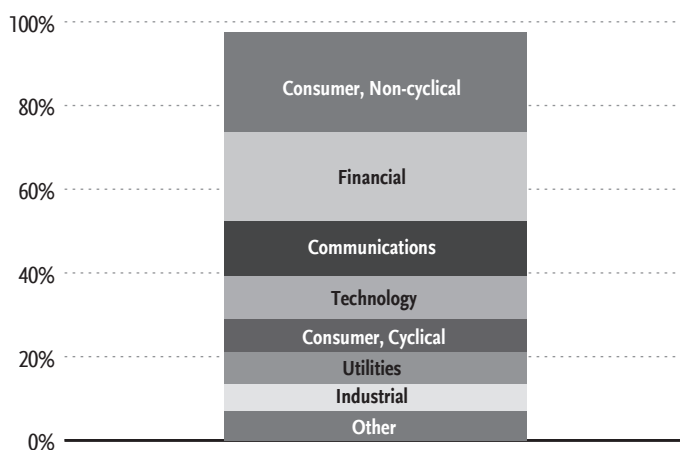 100%
Consumer, Non-cyclical
80%
Financial
60%
Communications
40%
Technology
Consumer, Cyclical
20%
Utilities
Industrial
Other
0%